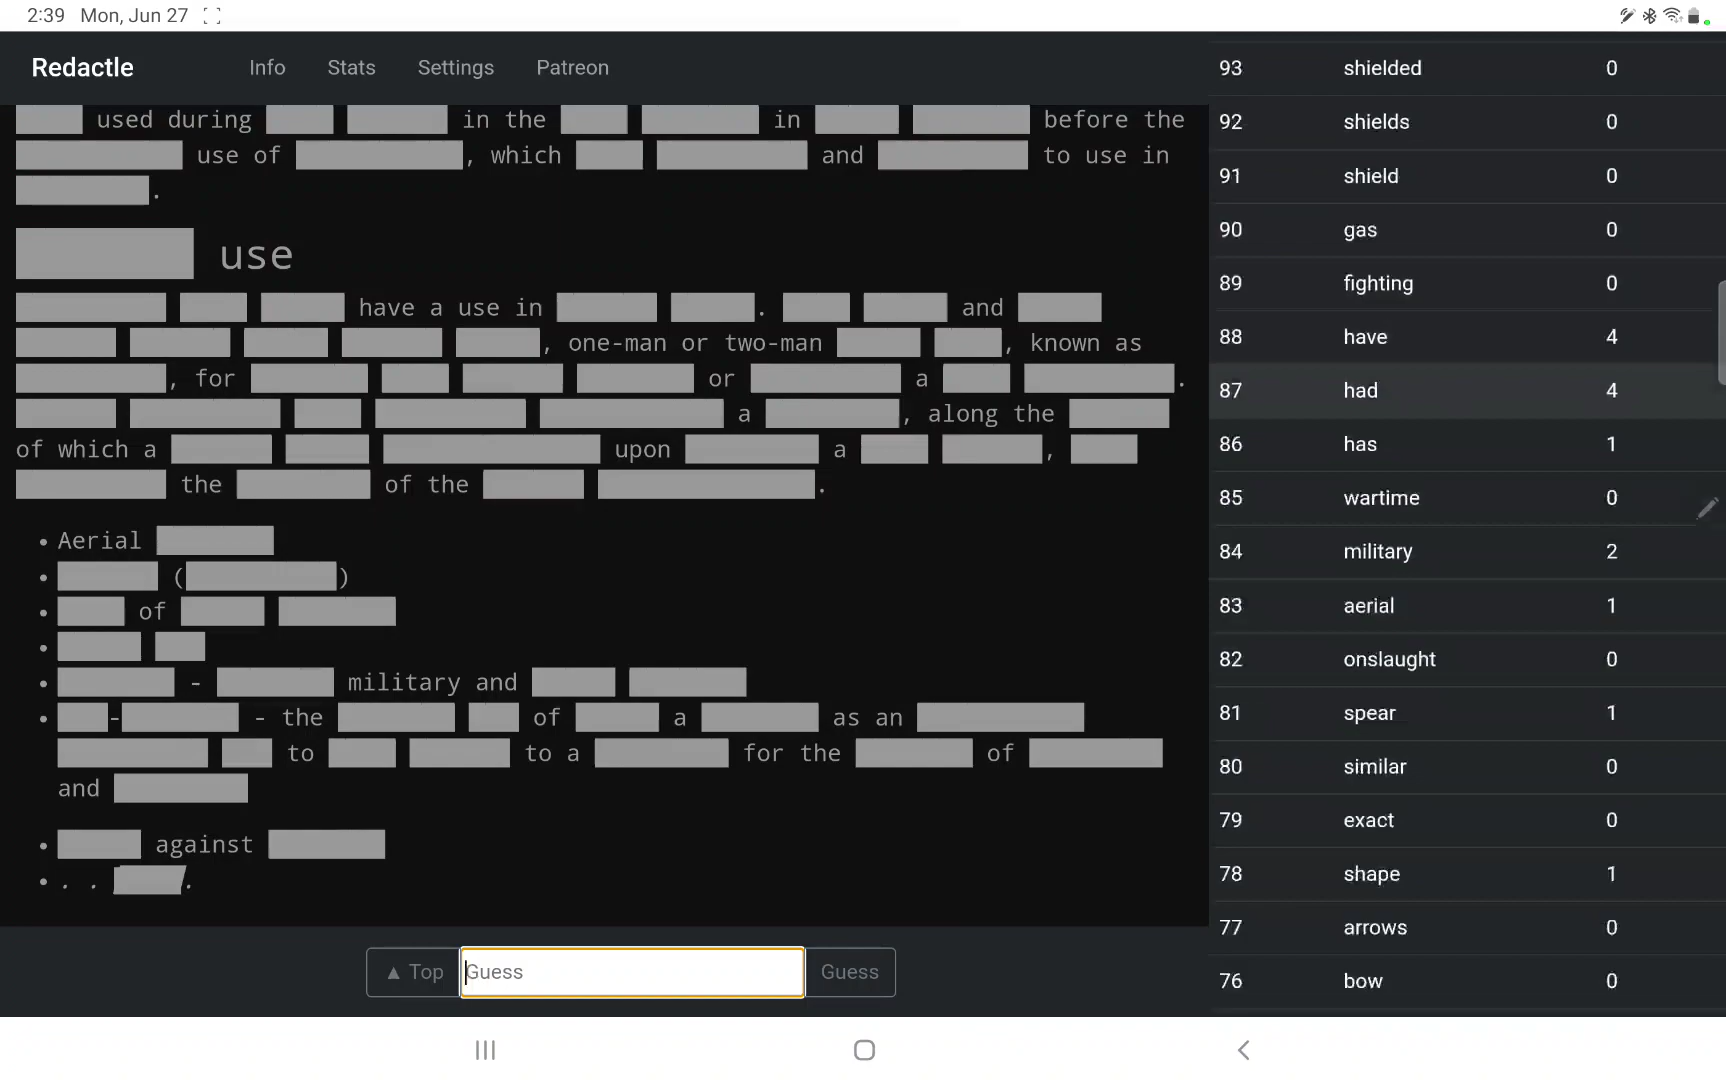 2:39 Mon, Jun 27
Redactle Info Stats Settings Patreon
used during in the in before the
use of , which and to use in
.
use
have a use in . and
, one-man or two-man , known as
, for or a .
a , along the
of which a upon a ,
the of the .
• Aerial
• ( )
• of
•
• - military and
• - - the of a as an
to to a for the of
and
• against
• . . .
▲ Top Guess Guess
93 shielded 0
92 shields 0
91 shield 0
90 gas 0
89 fighting 0
88 have 4
87 had 4
86 has 1
85 wartime 0
84 military 2
83 aerial 1
82 onslaught 0
81 spear 1
80 similar 0
79 exact 0
78 shape 1
77 arrows 0
76 bow 0